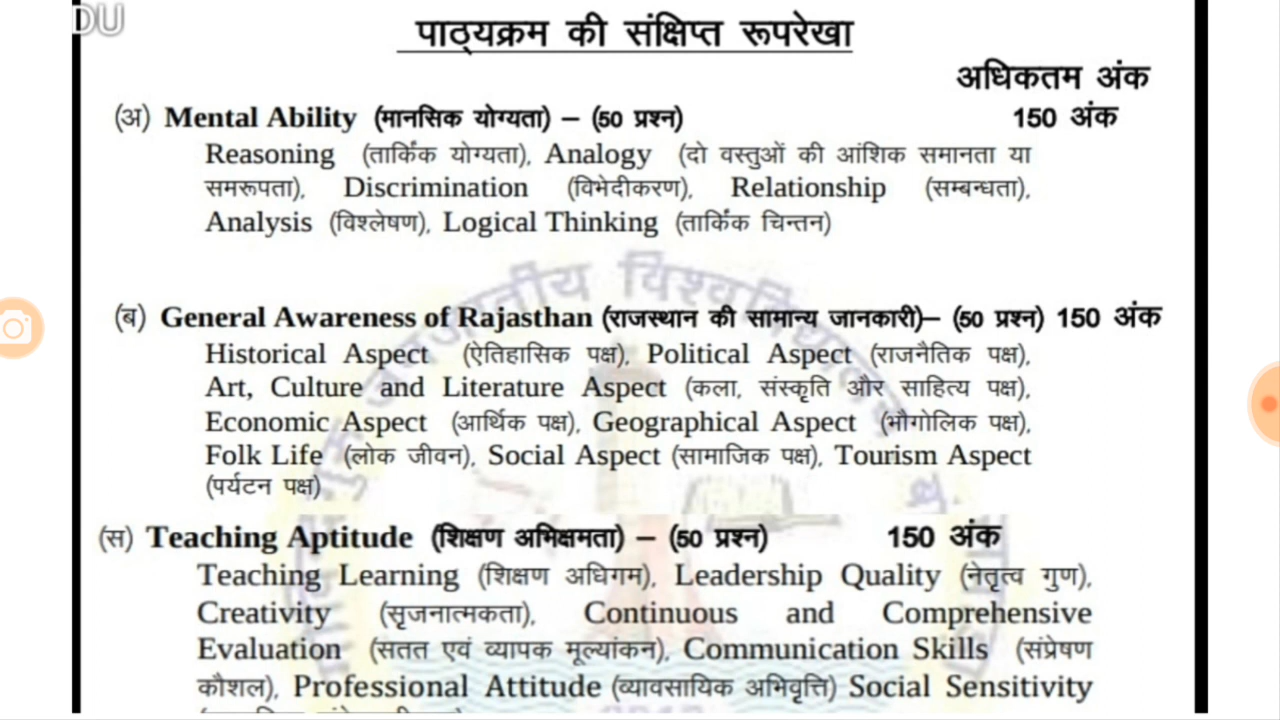 DU
पाठ्यक्रम की संक्षिप्त रूपरेखा
अधिकतम अंक
(अ) Mental Ability (मानसिक योग्यता) – (50 प्रश्न) 150 अंक
Reasoning (तार्किक योग्यता), Analogy (दो वस्तुओं की आंशिक समानता या
समरूपता), Discrimination (विभेदीकरण), Relationship (सम्बन्धता),
Analysis (विश्लेषण), Logical Thinking (तार्किक चिन्तन)
(ब) General Awareness of Rajasthan (राजस्थान की सामान्य जानकारी)– (50 प्रश्न) 150 अंक
Historical Aspect (ऐतिहासिक पक्ष), Political Aspect (राजनैतिक पक्ष),
Art, Culture and Literature Aspect (कला, संस्कृति और साहित्य पक्ष),
Economic Aspect (आर्थिक पक्ष), Geographical Aspect (भौगोलिक पक्ष),
Folk Life (लोक जीवन), Social Aspect (सामाजिक पक्ष), Tourism Aspect
(पर्यटन पक्ष)
(स) Teaching Aptitude (शिक्षण अभिक्षमता) – (50 प्रश्न) 150 अंक
Teaching Learning (शिक्षण अधिगम), Leadership Quality (नेतृत्व गुण),
Creativity (सृजनात्मकता), Continuous and Comprehensive
Evaluation (सतत एवं व्यापक मूल्यांकन), Communication Skills (संप्रेषण
कौशल), Professional Attitude (व्यावसायिक अभिवृत्ति) Social Sensitivity